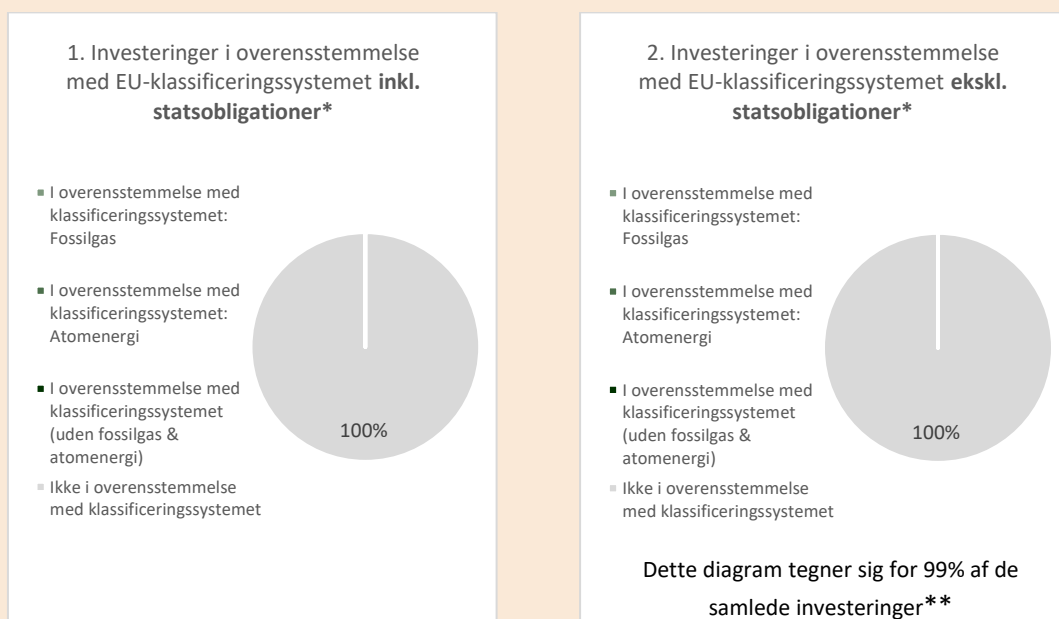 1. Investeringer i overensstemmelse
med EU-klassificeringssystemet inkl.
statsobligationer*
I overensstemmelse med
klassificeringssystemet:
Fossilgas
I overensstemmelse med
klassificeringssystemet:
Atomenergi
I overensstemmelse med
klassificeringssystemet
(uden fossilgas &
atomenergi)
Ikke i overensstemmelse
med klassificeringssystemet
100%
2. Investeringer i overensstemmelse
med EU-klassificeringssystemet ekskl.
statsobligationer*
I overensstemmelse med
klassificeringssystemet:
Fossilgas
I overensstemmelse med
klassificeringssystemet:
Atomenergi
I overensstemmelse med
klassificeringssystemet
(uden fossilgas &
atomenergi)
Ikke i overensstemmelse
med klassificeringssystemet
100%
Dette diagram tegner sig for 99% af de
samlede investeringer**